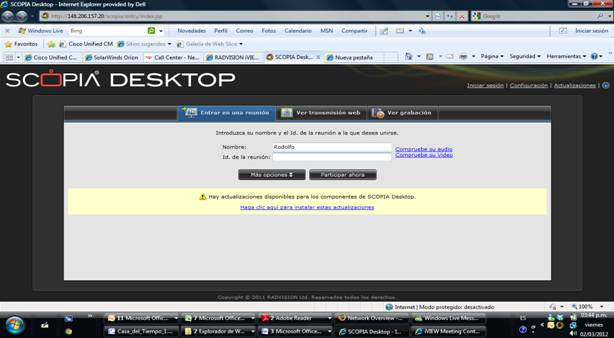 SCOPIA Desktop - Internet Explorer provided by Dell
http://148.206.157.20/scopia/entry/index.jsp
Google
Windows Live
Bing
Novedades Perfil Correo Fotos Calendario MSN Compartir
Iniciar sesión
Favoritos Cisco Unified CM Sitios sugeridos Galería de Web Slice
Cisco Unified ... SolarWinds Orion Call Center - Ne... RADVISION iVIE... SCOPIA Desk... Nueva pestaña
Página Seguridad Herramientas
SCOPIA DESKTOP
Iniciar sesión | Configuración | Actualizaciones |
Entrar en una reunión Ver transmisión web Ver grabación
Introduzca su nombre y el Id. de la reunión a la que desea unirse.
Nombre: Rodolfo
Compruebe su audio
Id. de la reunión:
Compruebe su Video
Más opciones Participar ahora
Hay actualizaciones disponibles para los componentes de SCOPIA Desktop.
Haga clic aquí para instalar estas actualizaciones
Copyright © 2011 RADVISION Ltd. Reservados todos los derechos.
Internet | Modo protegido: desactivado
100%
11 Microsoft Offic... 7 Microsoft Office... 2 Adobe Reader Network Overview -... Windows Live Mess...
ES
03:44 p.m.
viernes
Casa_del_Tiempo_1... 2 Explorador de W... 3 Microsoft Office... SCOPIA Desktop - I... iVIEW Meeting Cont...
02/03/2012